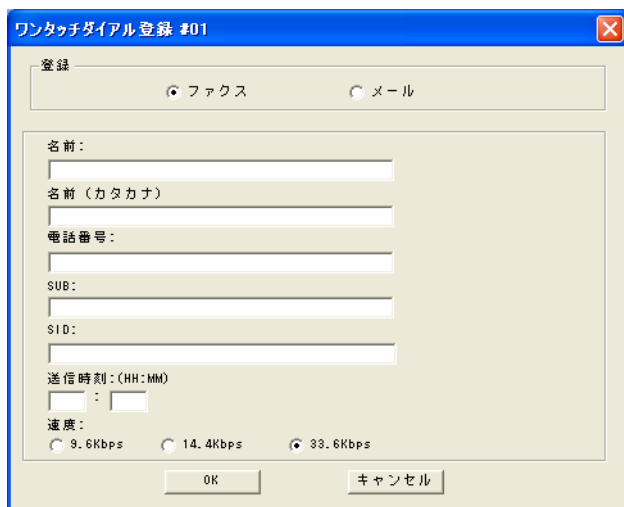 ワンタッチダイアル登録 #01
登録
ファクス メール
名前:
名前(カタカナ)
電話番号:
SUB:
SID:
送信時刻:(HH:MM)
:
速度:
9.6Kbps 14.4Kbps 33.6Kbps
OK キャンセル